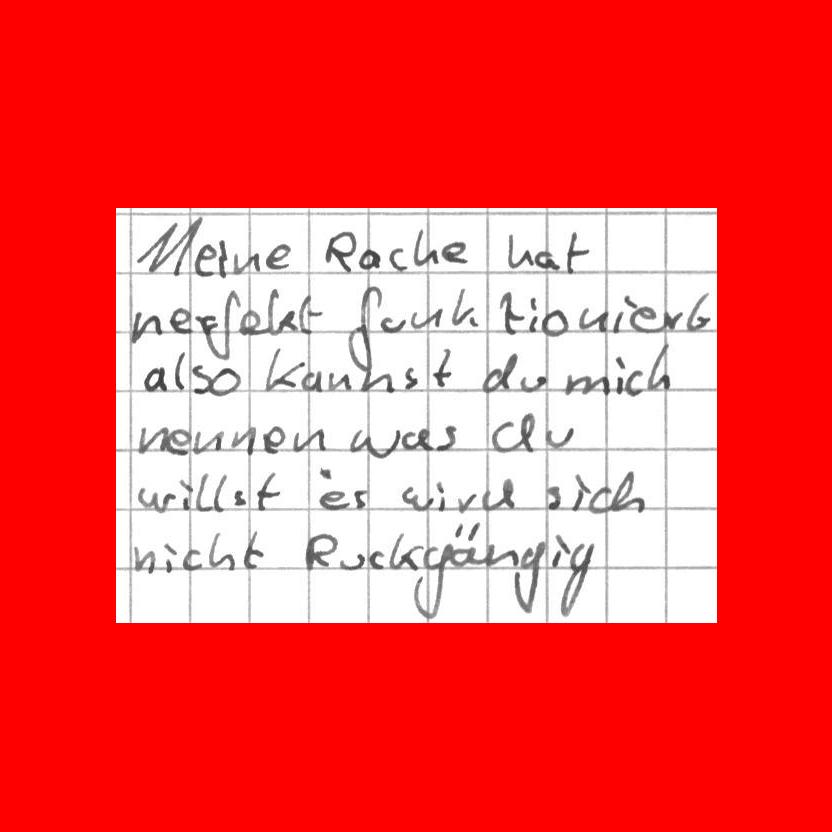 Meine Rache hat
perfekt funktioniert
also kannst du mich
nennen was du
willst es wird sich
nicht Ruckgängig